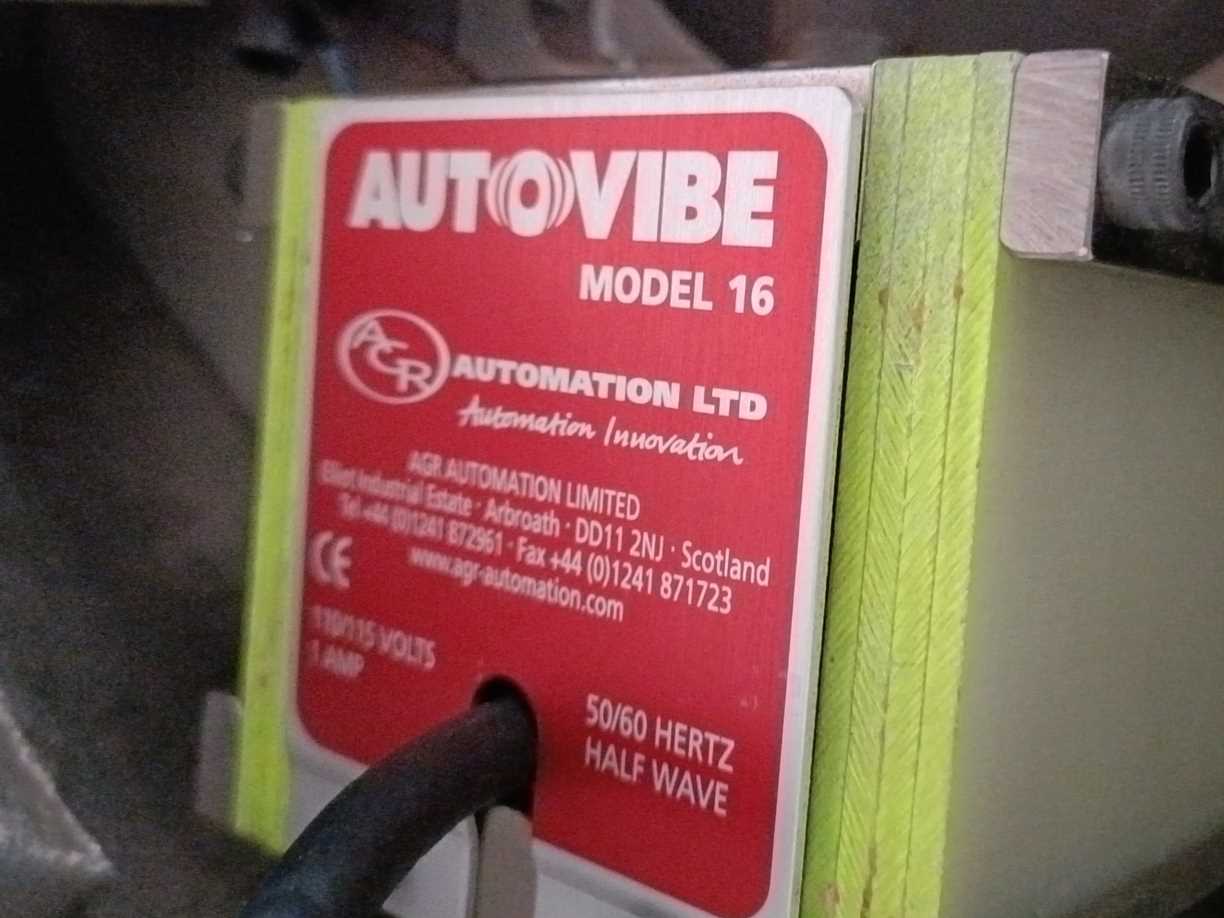 AUTOVIBE
MODEL 16
AGR AUTOMATION LTD
Automation Innovation
AGR AUTOMATION LIMITED
Elliot Industrial Estate · Arbroath · DD11 2NJ · Scotland
Tel +44 (0)1241 872961 · Fax +44 (0)1241 871723
www.agr-automation.com
CE
110/115 VOLTS
1 AMP
50/60 HERTZ
HALF WAVE